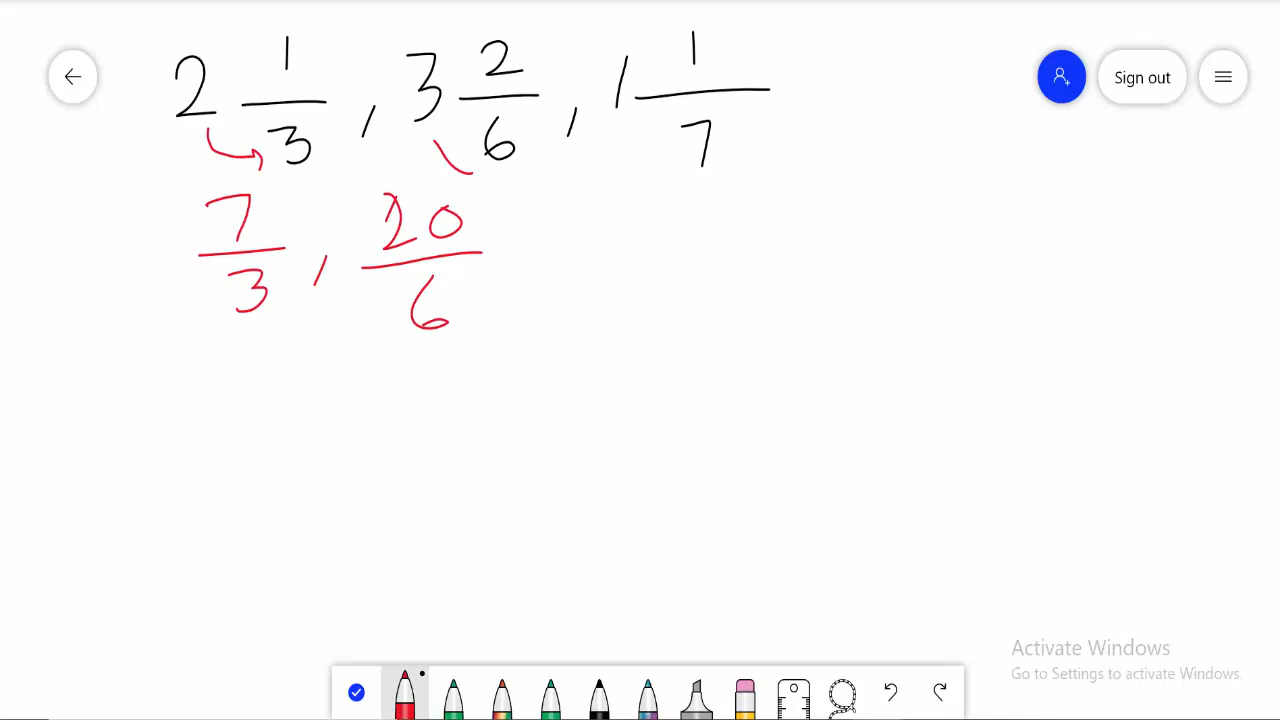 Sign out
2 1/3 , 3 2/6 , 1 1/7
7/3 , 20/6
Activate Windows
Go to Settings to activate Windows.